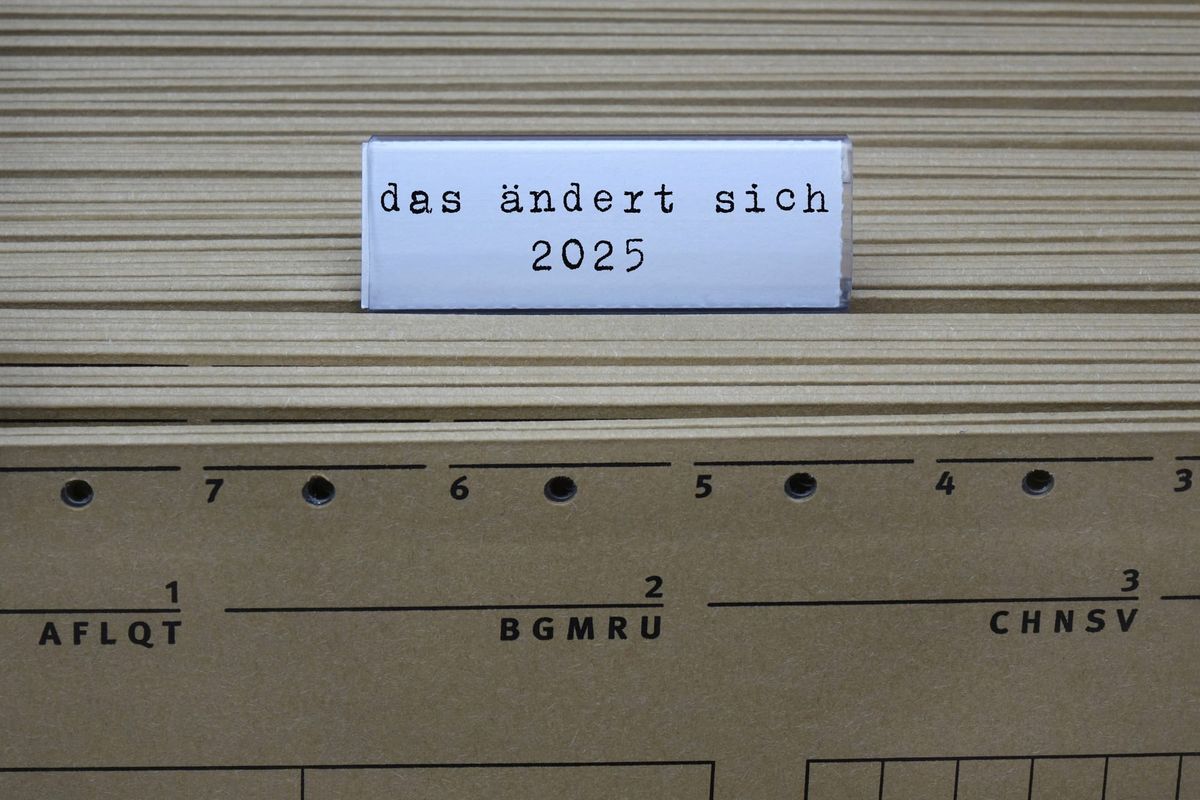 das ändert sich
2025
7 6 5 4 3
1 2 3
AFLQT BGMRU CHNSV